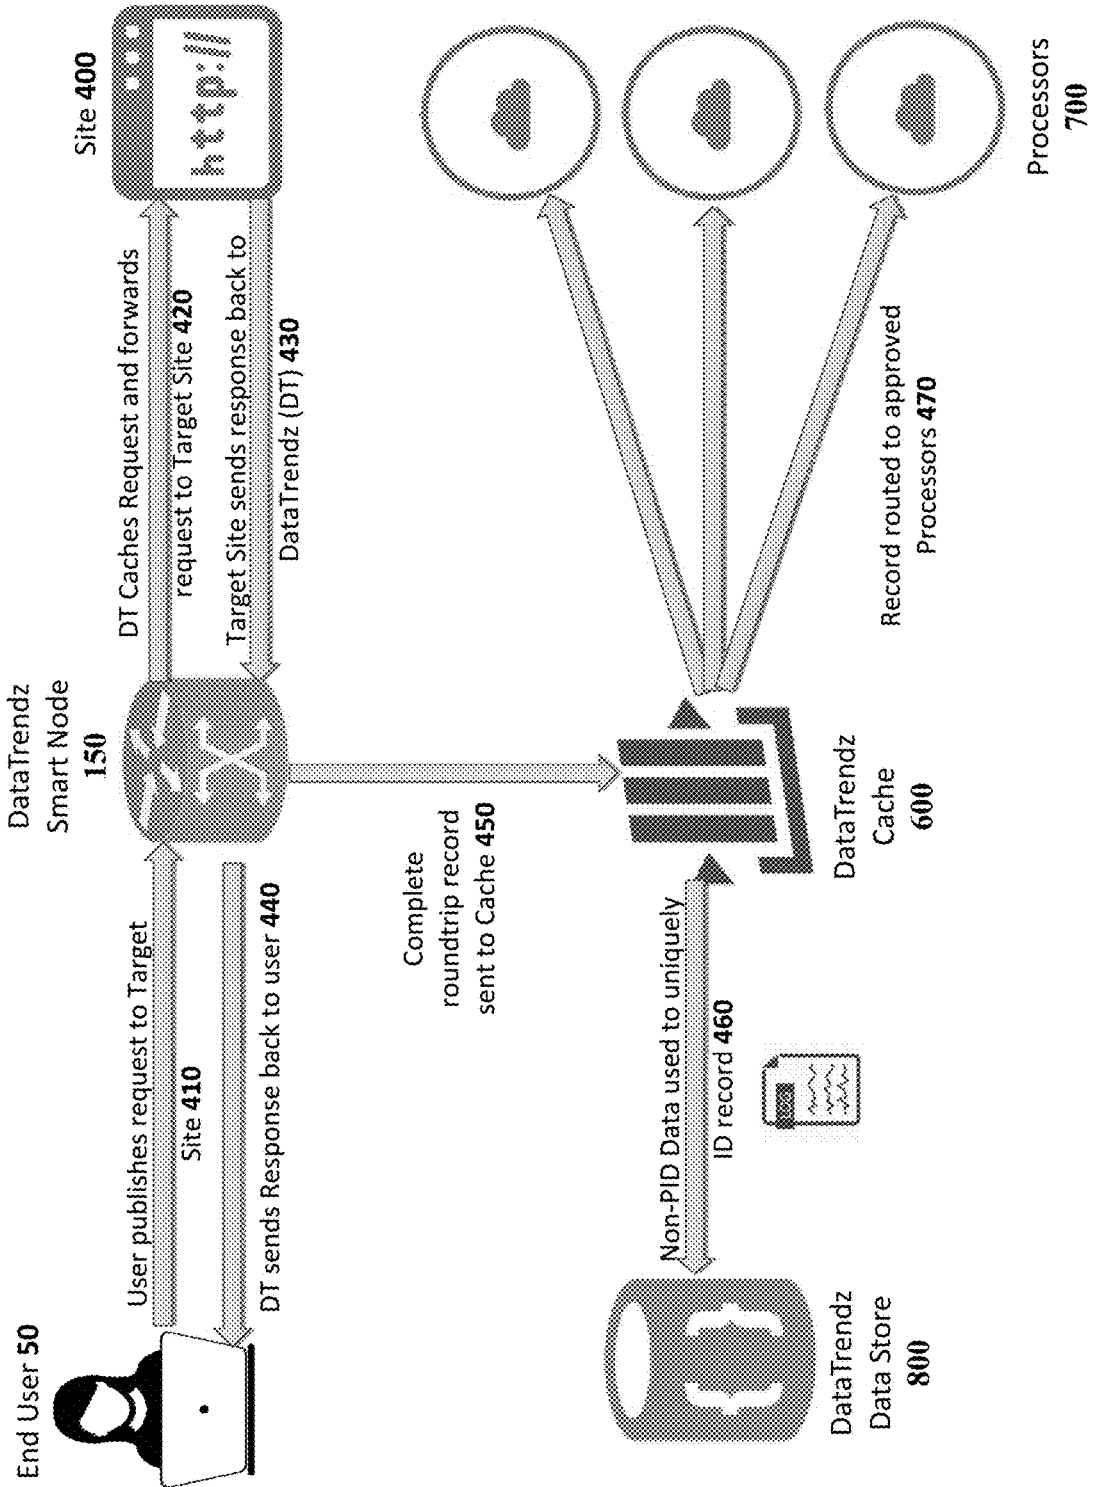 End User 50
User publishes request to Target
Site 410
DT sends Response back to user 440
DataTrendz
Smart Node
150
DT Caches Request and forwards
request to Target Site 420
Target Site sends response back to
DataTrendz (DT) 430
Site 400
http://
Complete
roundtrip record
sent to Cache 450
Non-PID Data used to uniquely
ID record 460
DataTrendz
Data Store
800
DataTrendz
Cache
600
Record routed to approved
Processors 470
Processors
700